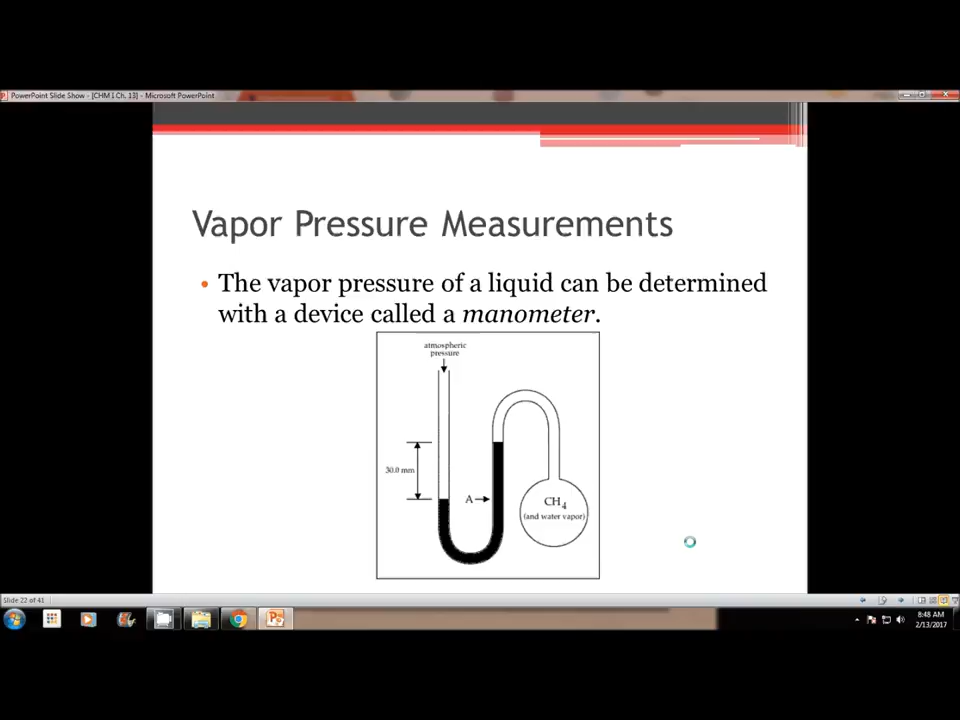 PowerPoint Slide Show - [CHM I Ch. 13] - Microsoft PowerPoint
Vapor Pressure Measurements
• The vapor pressure of a liquid can be determined
with a device called a manometer.
atmospheric
pressure
30.0 mm
A
CH4
(and water vapor)
Slide 27 of 41
8:48 AM
2/13/2017